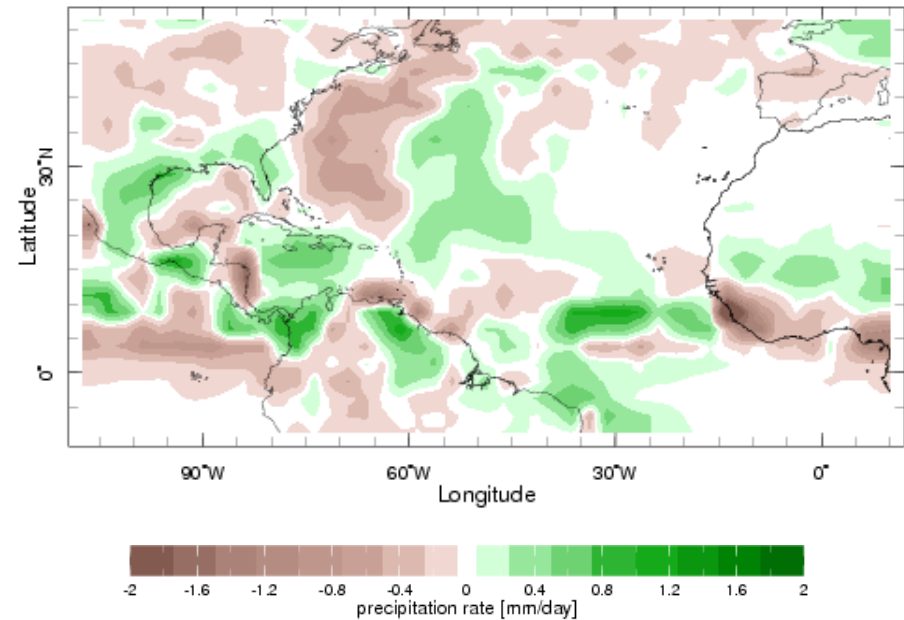 Latitude
30°N
0°
90°W
60°W
30°W
0°
Longitude
-2 -1.6 -1.2 -0.8 -0.4 0 0.4 0.8 1.2 1.6 2
precipitation rate [mm/day]